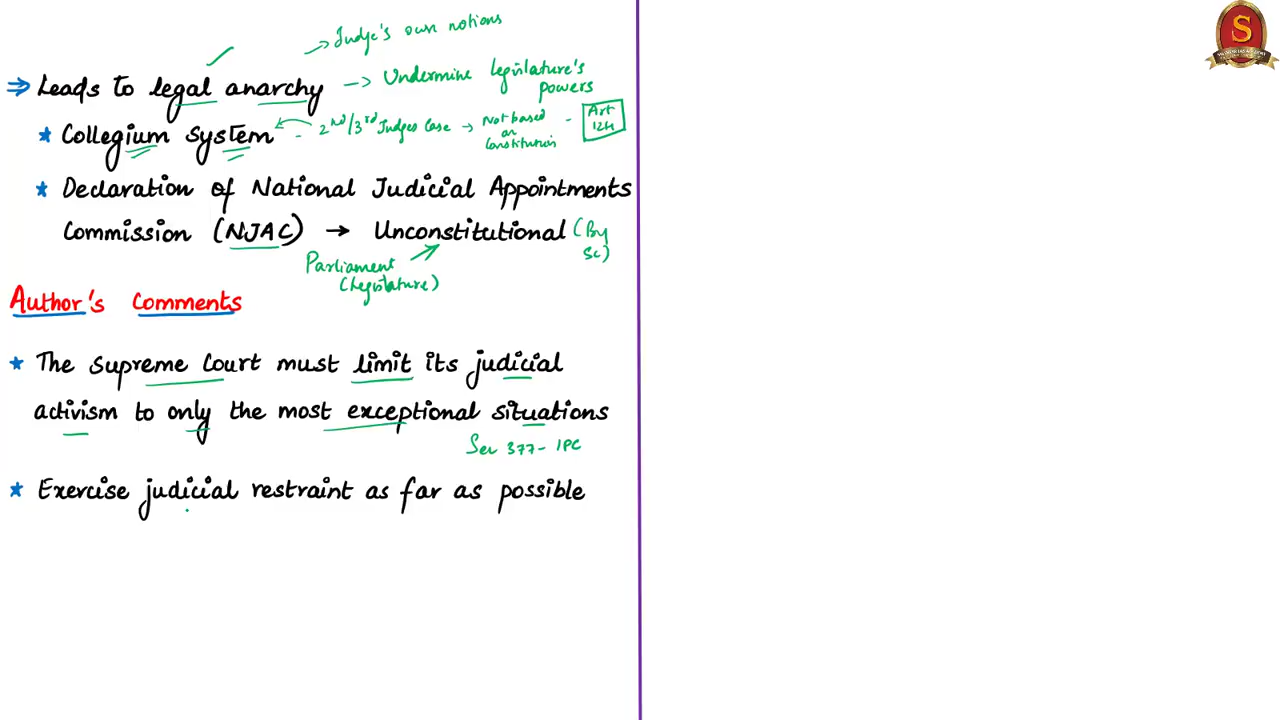 → Judge's own notions
⇒ Leads to legal anarchy → Undermine legislature's powers
★ Collegium system - 2nd/3rd Judges Case → Not based on Constitution - Art 124
★ Declaration of National Judicial Appointments
Commission (NJAC) → Unconstitutional (By SC)
Parliament
(Legislature)
Author's Comments
★ The Supreme Court must limit its judicial
activism to only the most exceptional situations
Sec 377 - IPC
★ Exercise judicial restraint as far as possible
S